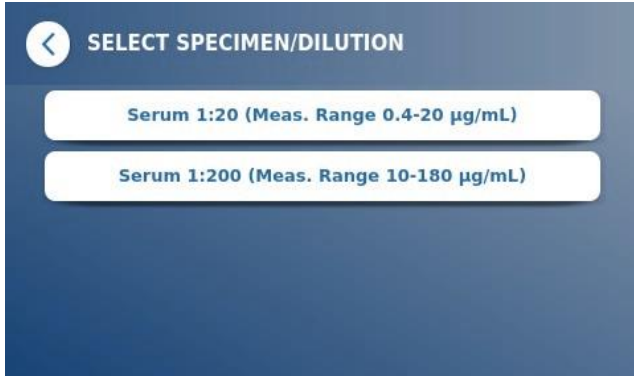 SELECT SPECIMEN/DILUTION
Serum 1:20 (Meas. Range 0.4-20 µg/mL)
Serum 1:200 (Meas. Range 10-180 µg/mL)